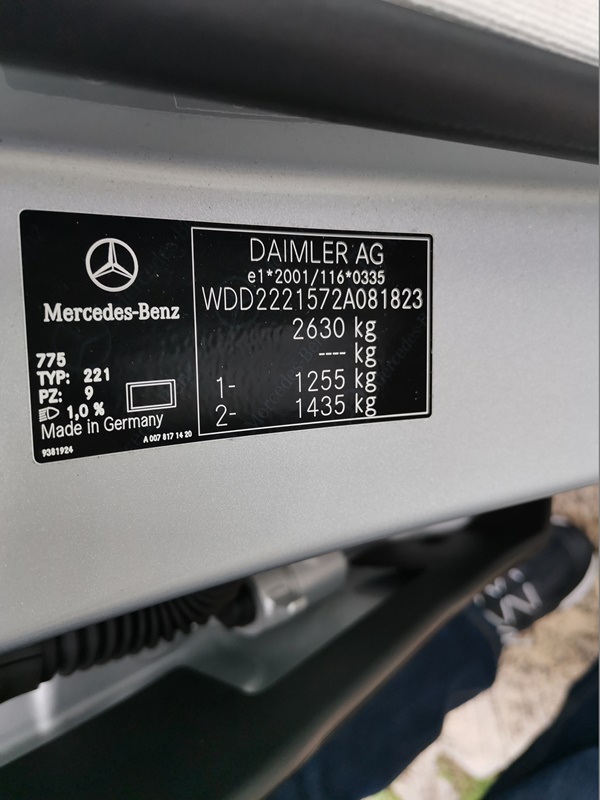 Mercedes-Benz
775
TYP: 221
PZ: 9
1,0 %
Made in Germany
9381924
A 007 817 14 20
DAIMLER AG
e1*2001/116*0335
WDD2221572A081823
2630 kg
---- kg
1- 1255 kg
2- 1435 kg